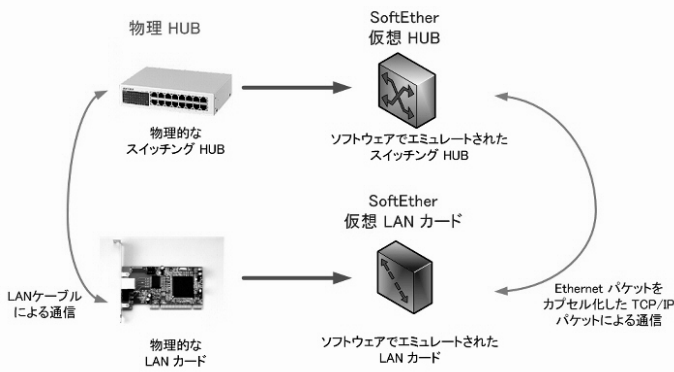 物理 HUB
SoftEther
仮想 HUB
物理的な
スイッチング HUB
ソフトウェアでエミュレートされた
スイッチング HUB
SoftEther
仮想 LAN カード
LANケーブル
による通信
Ethernet パケットを
カプセル化した TCP/IP
パケットによる通信
物理的な
LAN カード
ソフトウェアでエミュレートされた
LAN カード